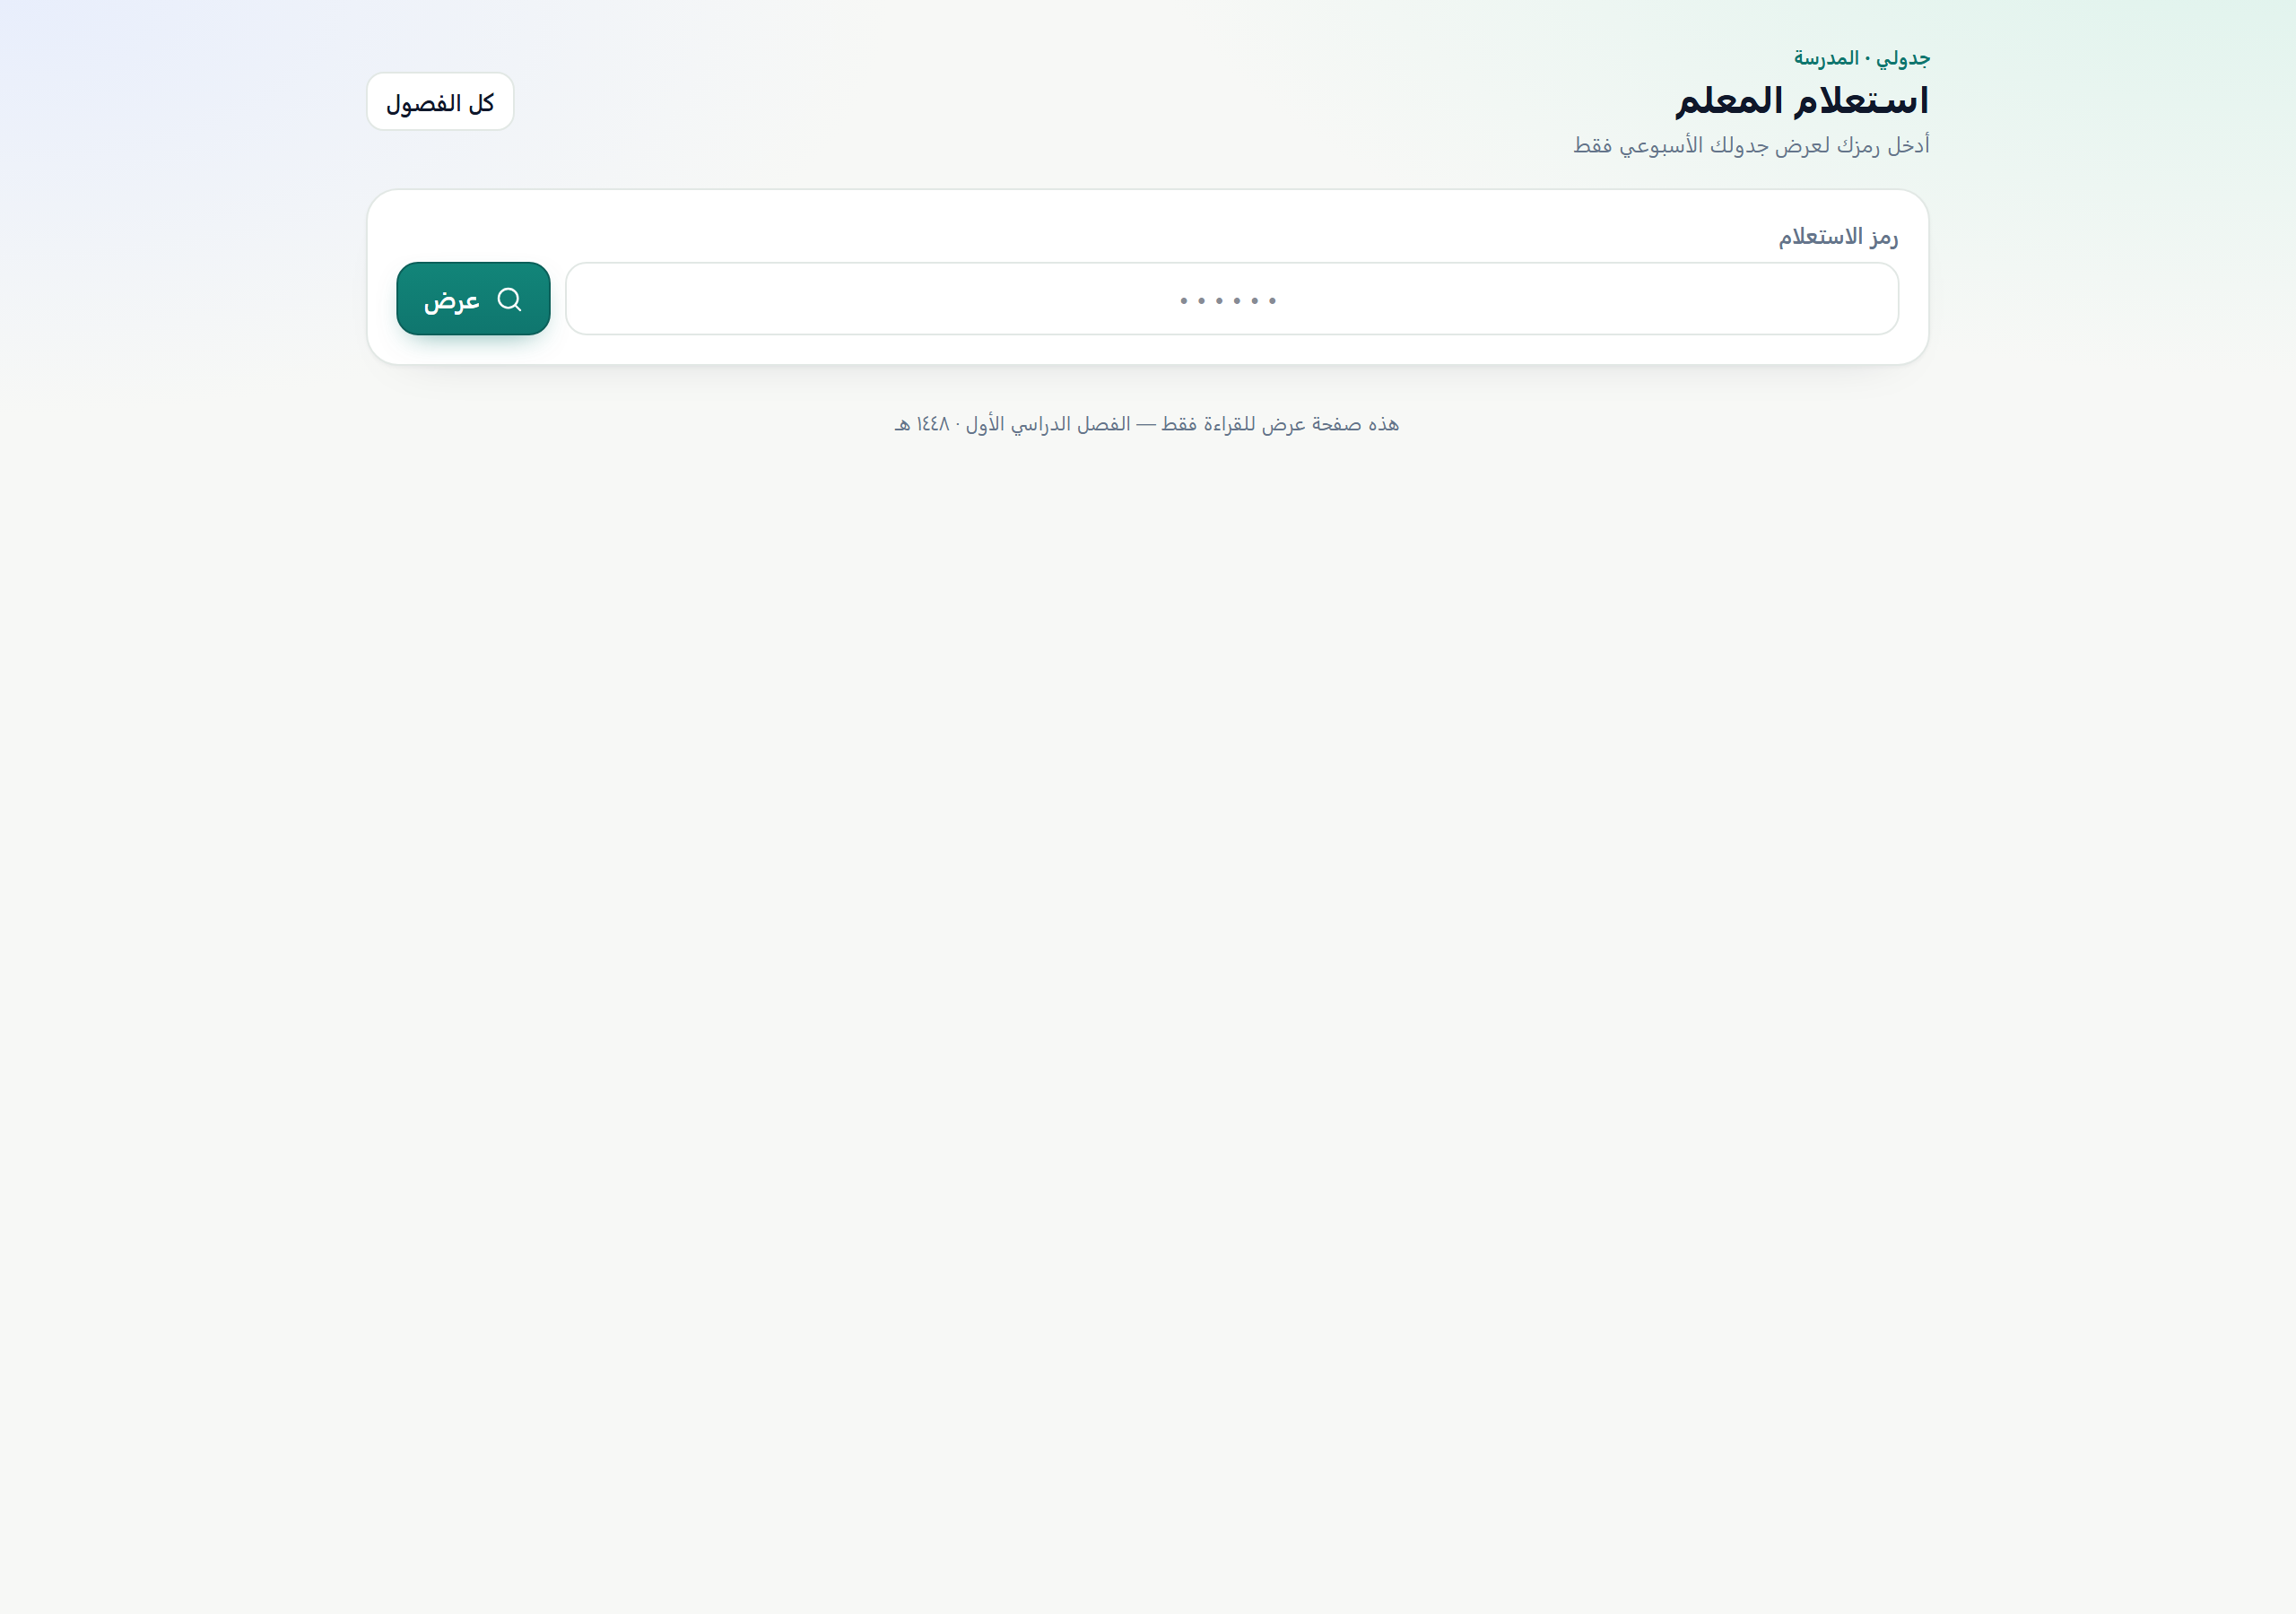 جدولي · المدرسة
استعلام المعلم
أدخل رمزك لعرض جدولك الأسبوعي فقط
كل الفصول
رمز الاستعلام
••••••
عرض
هذه صفحة عرض للقراءة فقط — الفصل الدراسي الأول · ١٤٤٨ هـ